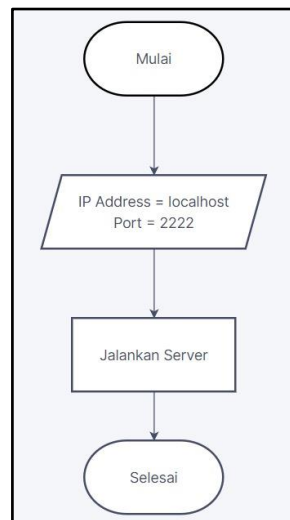 Mulai
IP Address = localhost
Port = 2222
Jalankan Server
Selesai